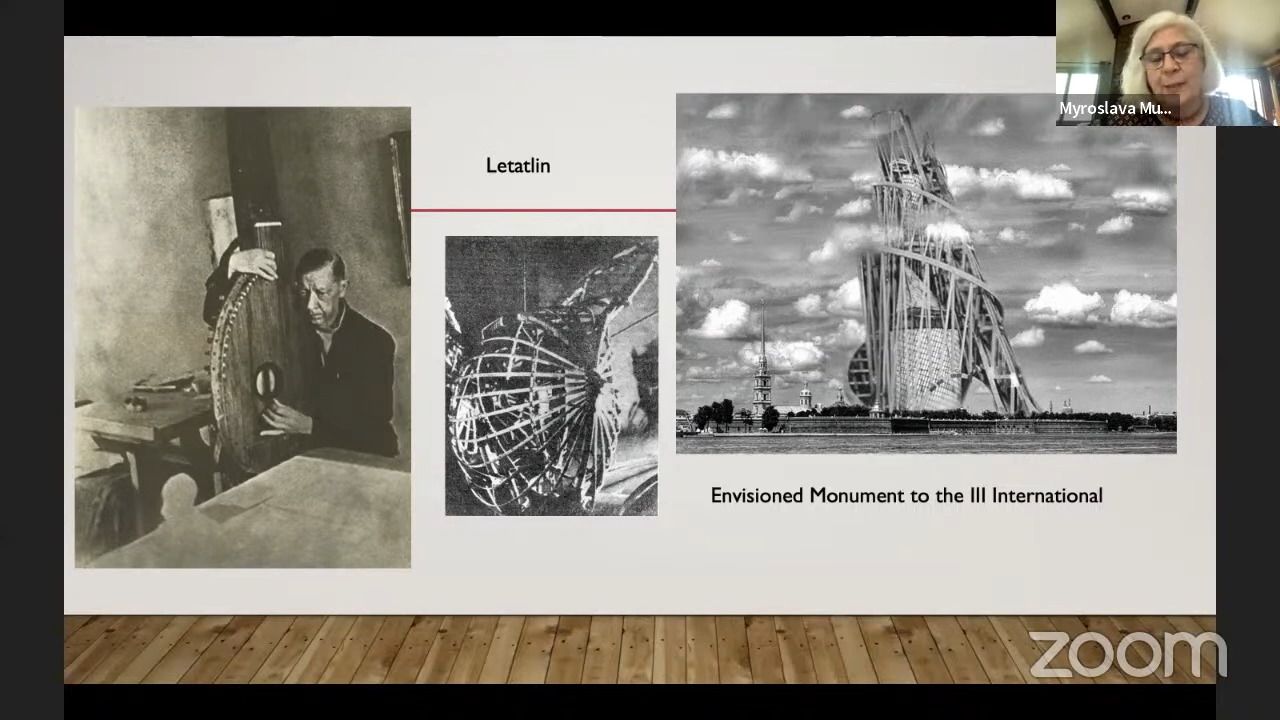 Myroslava Mu...
Letatlin
Envisioned Monument to the III International
zoom